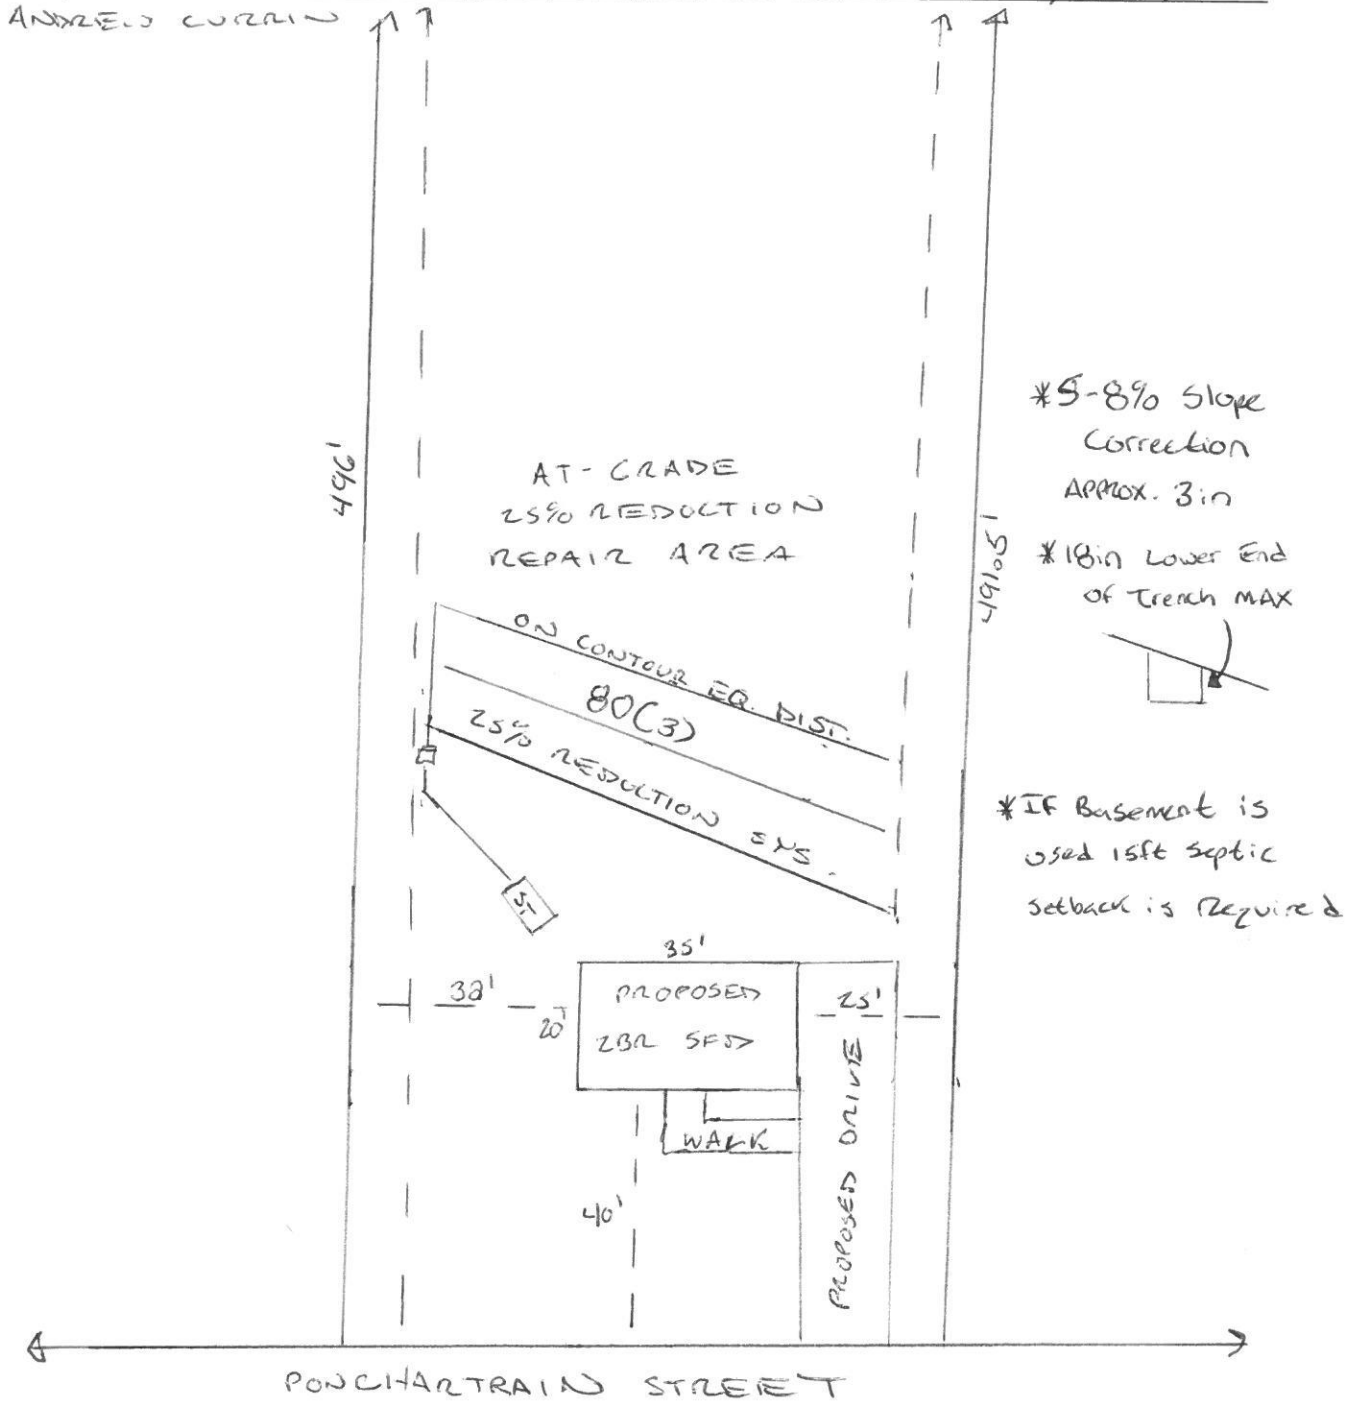 ANDREW CURRIN
496'
AT-GRADE
25% REDUCTION
REPAIR AREA
ON CONTOUR EQ. DIST.
80(3)
25% REDUCTION SYS.
ST
491.05'
*5-8% Slope
Correction
APPROX. 3in
*18in Lower End
of Trench MAX
*If Basement is
used 15ft Septic
setback is Required
35'
38'
20'
PROPOSED
2BR SFD
25'
WALK
PROPOSED DRIVE
40'
PONCHARTRAIN STREET